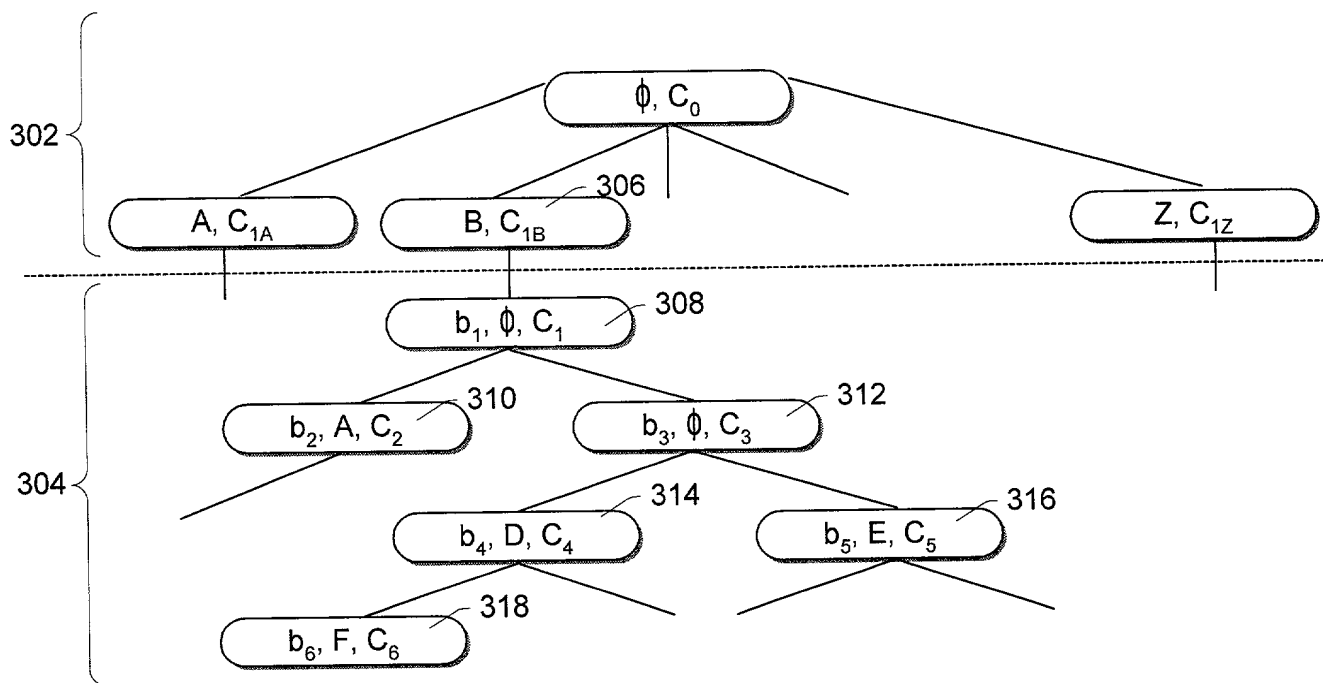 ϕ, C₀
302
306
A, C₁A
B, C₁B
Z, C₁Z
308
b₁, ϕ, C₁
310
312
b₂, A, C₂
b₃, ϕ, C₃
304
314
316
b₄, D, C₄
b₅, E, C₅
318
b₆, F, C₆